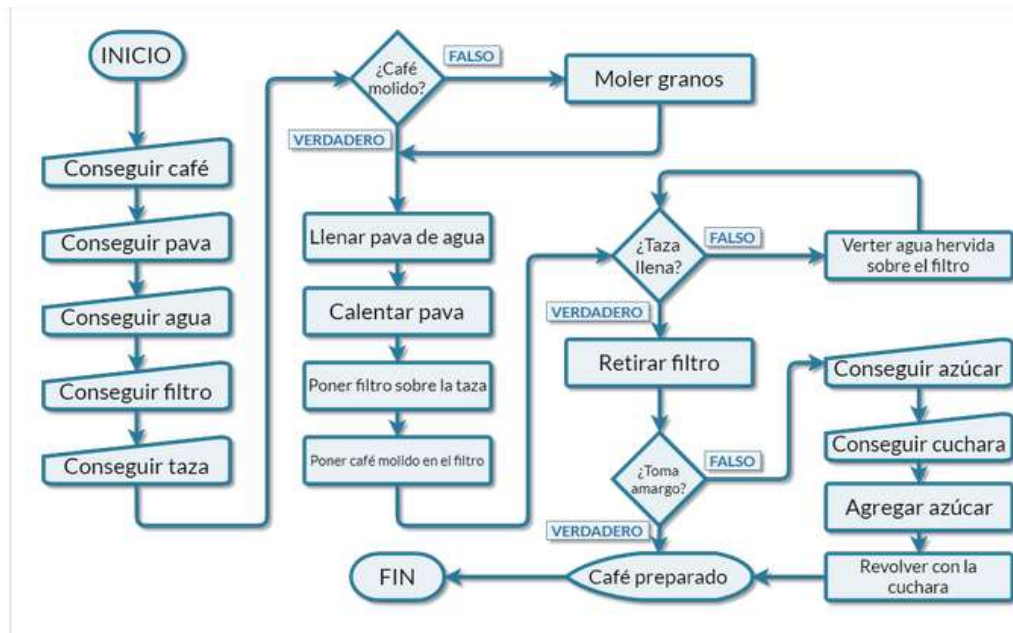 INICIO
Conseguir café
Conseguir pava
Conseguir agua
Conseguir filtro
Conseguir taza
¿Café
molido?
FALSO
Moler granos
VERDADERO
Llenar pava de agua
Calentar pava
Poner filtro sobre la taza
Poner café molido en el filtro
¿Taza
llena?
FALSO
Verter agua hervida
sobre el filtro
VERDADERO
Retirar filtro
¿Toma
amargo?
FALSO
Conseguir azúcar
Conseguir cuchara
Agregar azúcar
Revolver con la
cuchara
VERDADERO
Café preparado
FIN